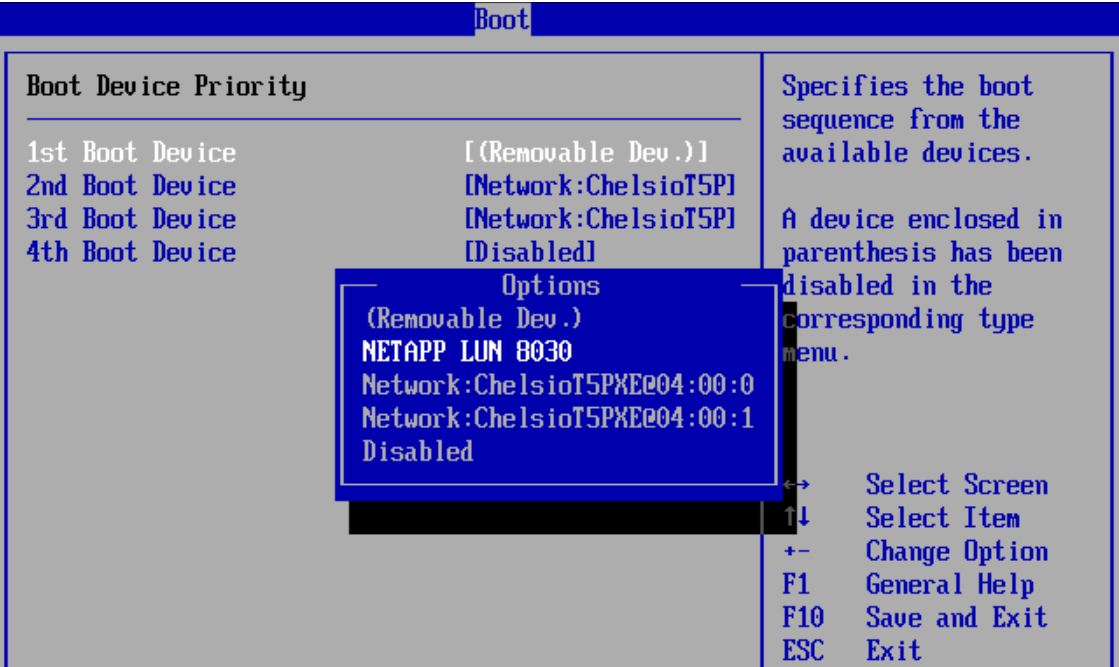 Boot
Boot Device Priority
1st Boot Device [(Removable Dev.)]
2nd Boot Device [Network:ChelsioT5P]
3rd Boot Device [Network:ChelsioT5P]
4th Boot Device [Disabled]
Options
(Removable Dev.)
NETAPP LUN 8030
Network:ChelsioT5PXE@04:00:0
Network:ChelsioT5PXE@04:00:1
Disabled
Specifies the boot
sequence from the
available devices.
A device enclosed in
parenthesis has been
disabled in the
corresponding type
menu.
↔ Select Screen
↑↓ Select Item
+- Change Option
F1 General Help
F10 Save and Exit
ESC Exit